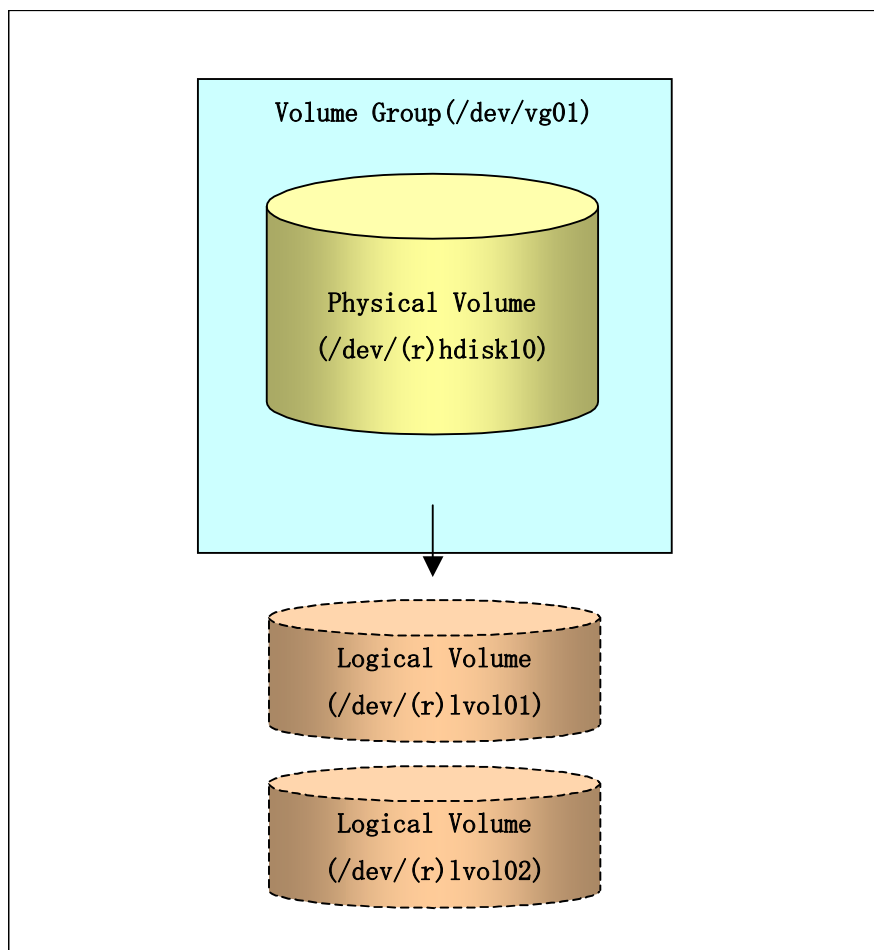 Volume Group(/dev/vg01)
Physical Volume
(/dev/(r)hdisk10)
Logical Volume
(/dev/(r)lvol01)
Logical Volume
(/dev/(r)lvol02)